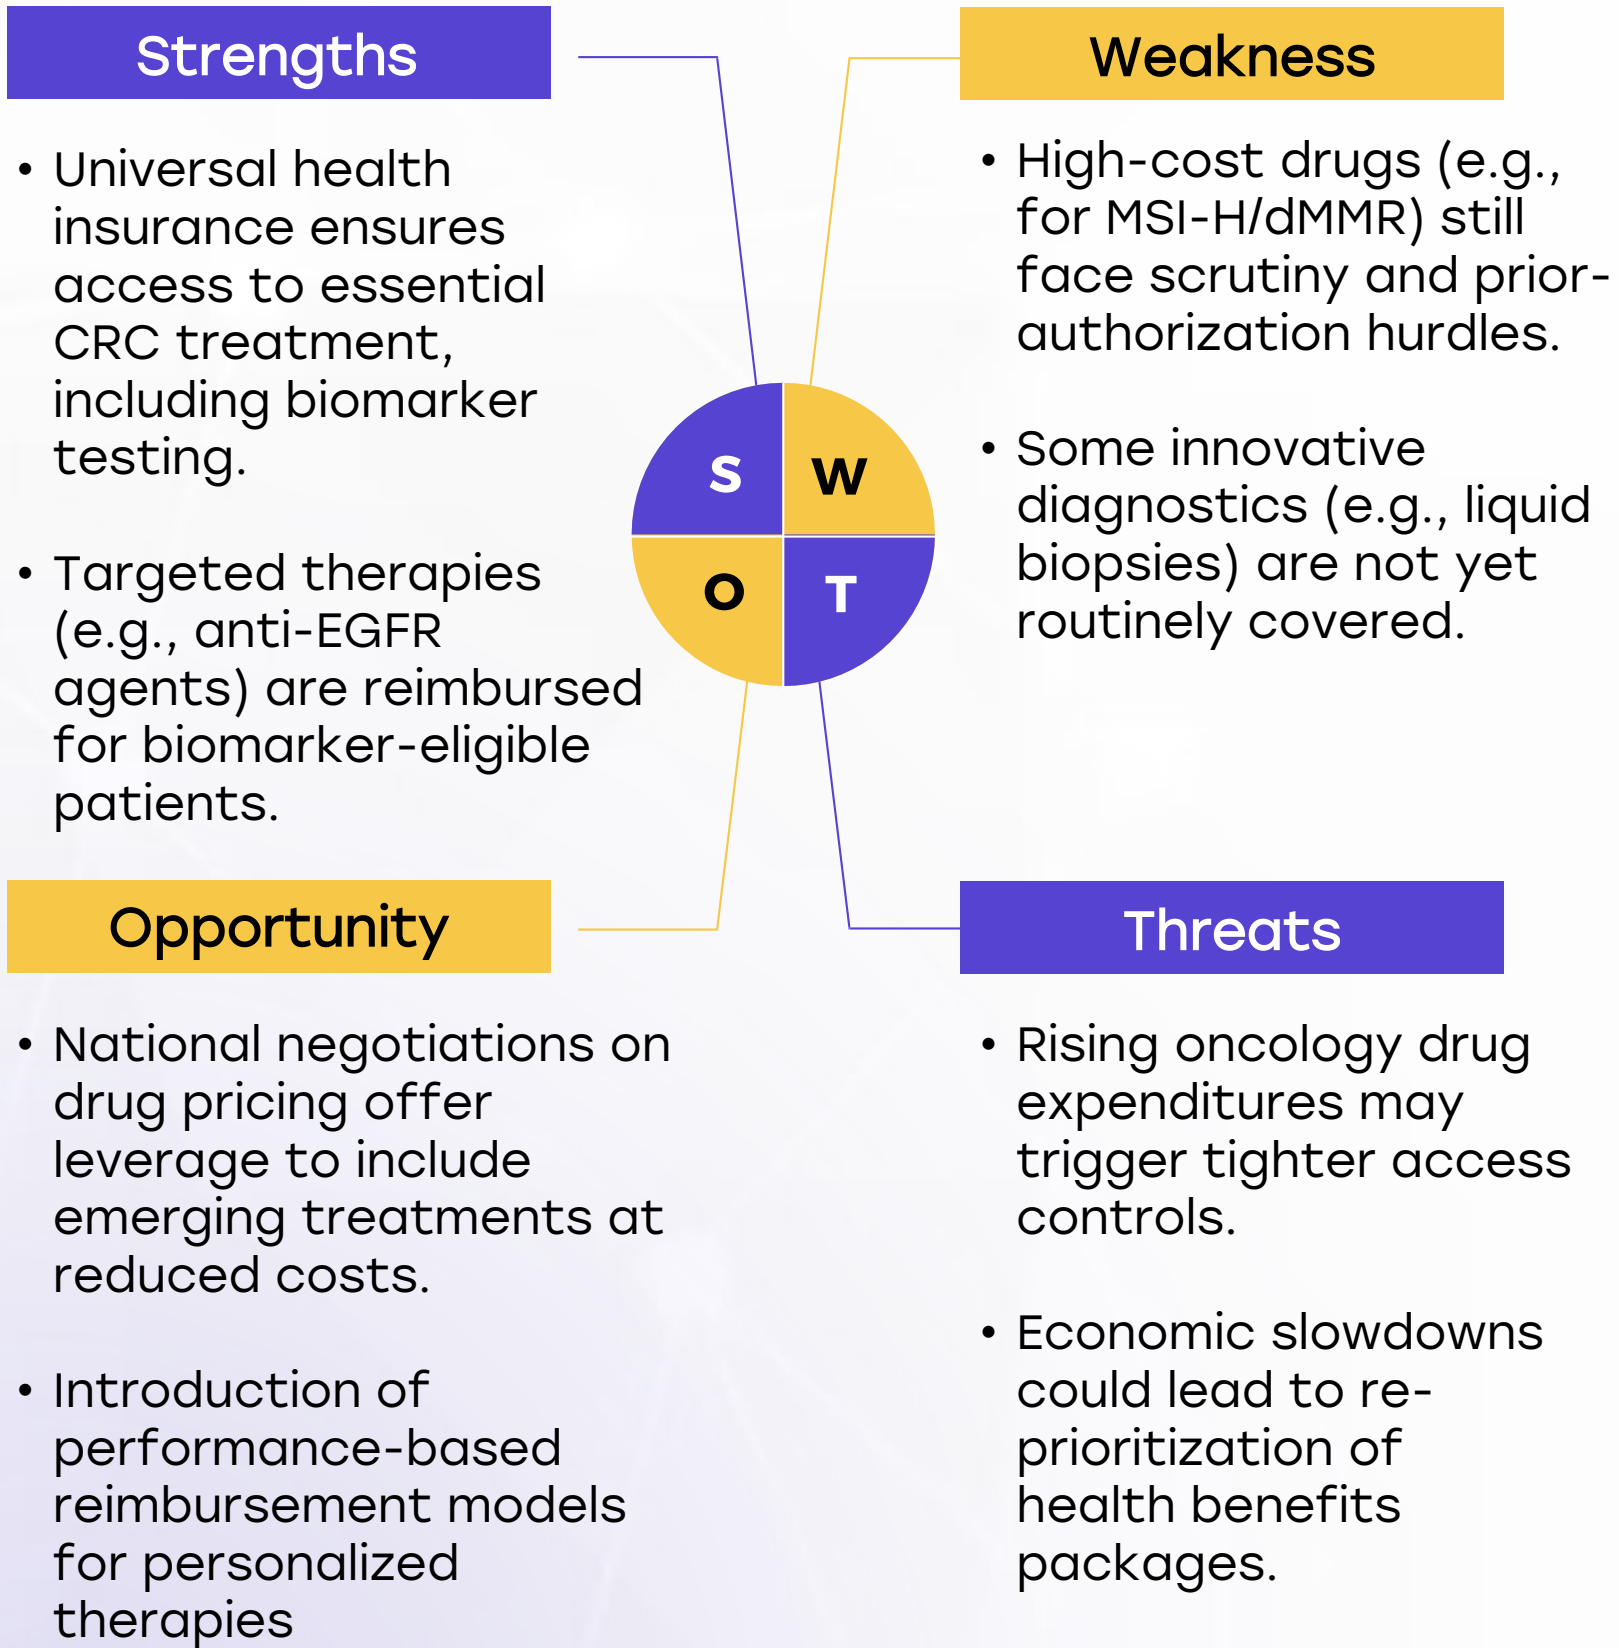 Strengths
• Universal health
insurance ensures
access to essential
CRC treatment,
including biomarker
testing.
• Targeted therapies
(e.g., anti-EGFR
agents) are reimbursed
for biomarker-eligible
patients.
Weakness
• High-cost drugs (e.g.,
for MSI-H/dMMR) still
face scrutiny and prior-
authorization hurdles.
• Some innovative
diagnostics (e.g., liquid
biopsies) are not yet
routinely covered.
S
W
O
T
Opportunity
• National negotiations on
drug pricing offer
leverage to include
emerging treatments at
reduced costs.
• Introduction of
performance-based
reimbursement models
for personalized
therapies
Threats
• Rising oncology drug
expenditures may
trigger tighter access
controls.
• Economic slowdowns
could lead to re-
prioritization of
health benefits
packages.